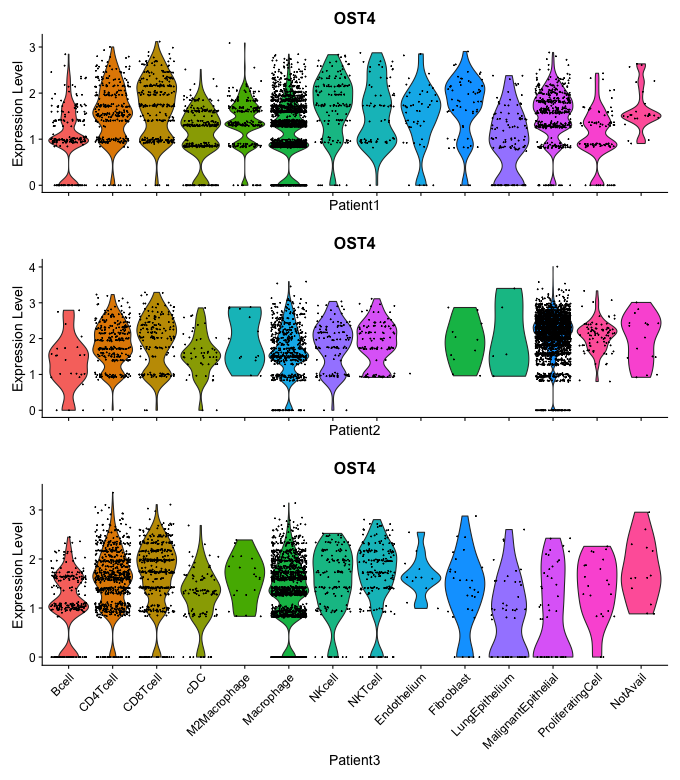 OST4
3
2
1
0
Expression Level
Patient1
OST4
4
3
2
1
0
Expression Level
Patient2
OST4
3
2
1
0
Expression Level
Bcell
CD4Tcell
CD8Tcell
cDC
M2Macrophage
Macrophage
NKcell
NKTcell
Endothelium
Fibroblast
LungEpithelium
MalignantEpithelial
ProliferatingCell
NotAvail
Patient3